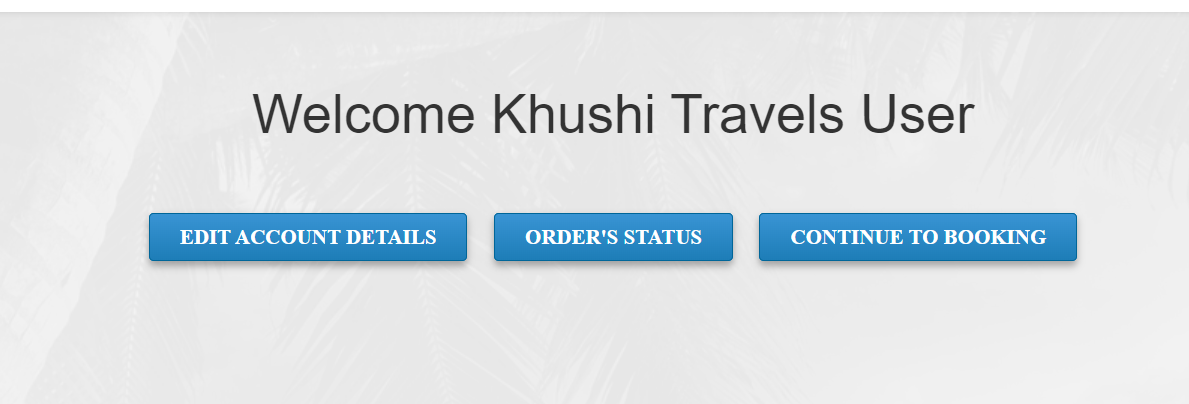 Welcome Khushi Travels User
EDIT ACCOUNT DETAILS ORDER'S STATUS CONTINUE TO BOOKING